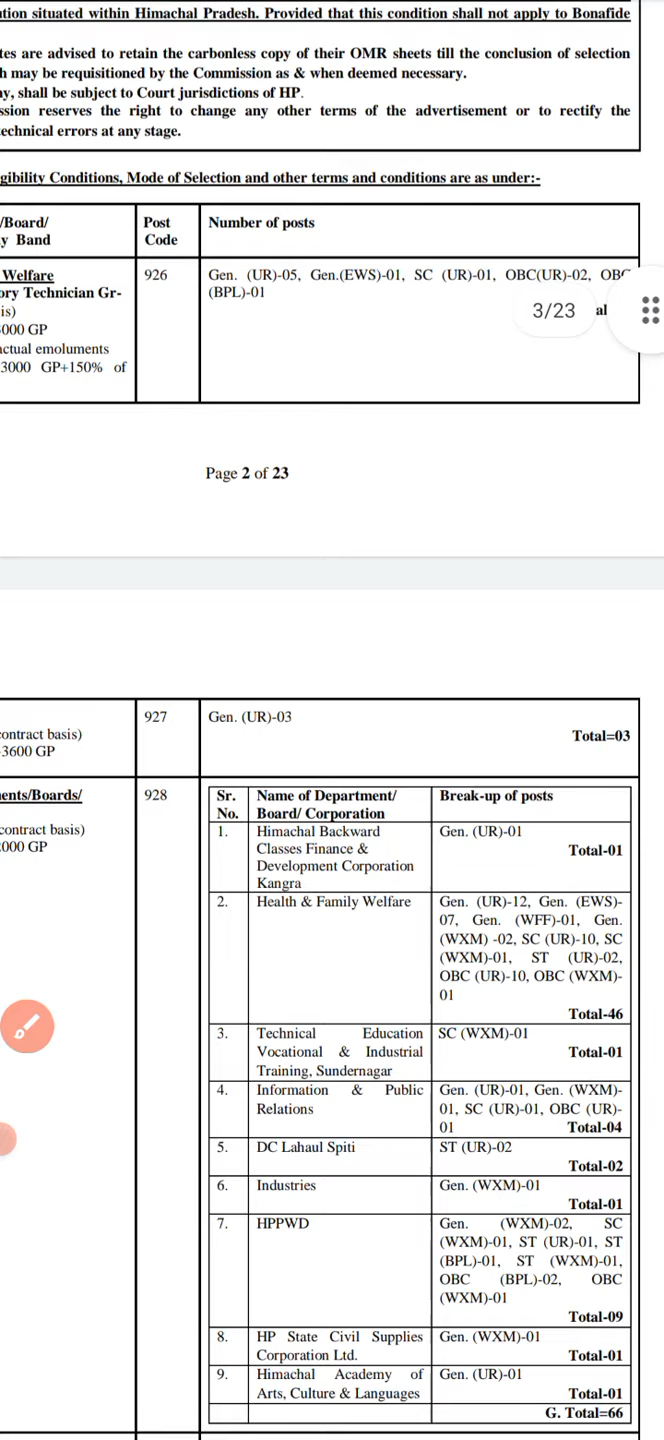 tion situated within Himachal Pradesh. Provided that this condition shall not apply to Bonafide
tes are advised to retain the carbonless copy of their OMR sheets till the conclusion of selection
h may be requisitioned by the Commission as & when deemed necessary.
ny, shall be subject to Court jurisdictions of HP.
ssion reserves the right to change any other terms of the advertisement or to rectify the
echnical errors at any stage.
gibility Conditions, Mode of Selection and other terms and conditions are as under:-
/Board/
y Band
Post
Code
Number of posts
Welfare
ory Technician Gr-
is)
000 GP
actual emoluments
3000 GP+150% of
926
Gen. (UR)-05, Gen.(EWS)-01, SC (UR)-01, OBC(UR)-02, OBC
(BPL)-01
al
3/23
Page 2 of 23
contract basis)
3600 GP
927
Gen. (UR)-03
Total=03
ents/Boards/
contract basis)
000 GP
928
Sr.
No.
Name of Department/
Board/ Corporation
Break-up of posts
1.
Himachal Backward
Classes Finance &
Development Corporation
Kangra
Gen. (UR)-01
Total-01
2.
Health & Family Welfare
Gen. (UR)-12, Gen. (EWS)-
07, Gen. (WFF)-01, Gen.
(WXM) -02, SC (UR)-10, SC
(WXM)-01, ST (UR)-02,
OBC (UR)-10, OBC (WXM)-
01
Total-46
3.
Technical Education
Vocational & Industrial
Training, Sundernagar
SC (WXM)-01
Total-01
4.
Information & Public
Relations
Gen. (UR)-01, Gen. (WXM)-
01, SC (UR)-01, OBC (UR)-
01 Total-04
5.
DC Lahaul Spiti
ST (UR)-02
Total-02
6.
Industries
Gen. (WXM)-01
Total-01
7.
HPPWD
Gen. (WXM)-02, SC
(WXM)-01, ST (UR)-01, ST
(BPL)-01, ST (WXM)-01,
OBC (BPL)-02, OBC
(WXM)-01
Total-09
8.
HP State Civil Supplies
Corporation Ltd.
Gen. (WXM)-01
Total-01
9.
Himachal Academy of
Arts, Culture & Languages
Gen. (UR)-01
Total-01
G. Total=66